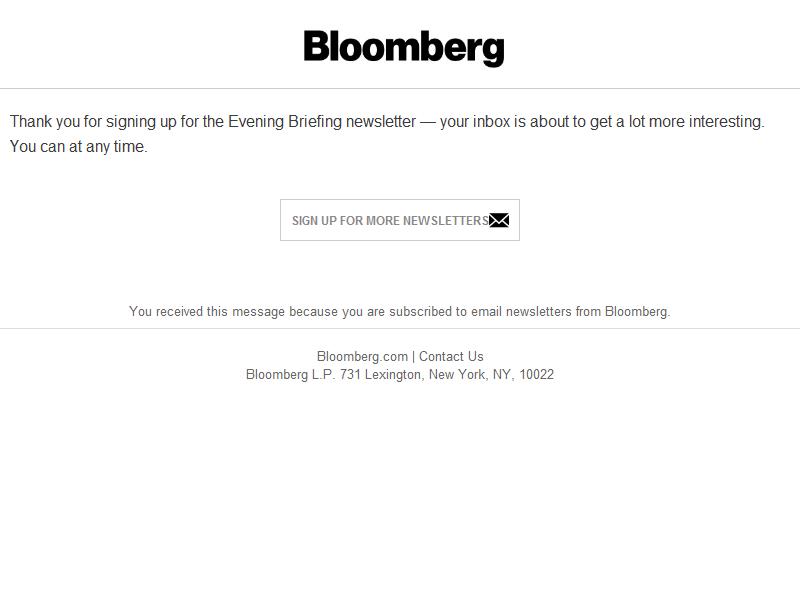 Bloomberg
Thank you for signing up for the Evening Briefing newsletter — your inbox is about to get a lot more interesting.
You can at any time.
SIGN UP FOR MORE NEWSLETTERS
You received this message because you are subscribed to email newsletters from Bloomberg.
Bloomberg.com | Contact Us
Bloomberg L.P. 731 Lexington, New York, NY, 10022